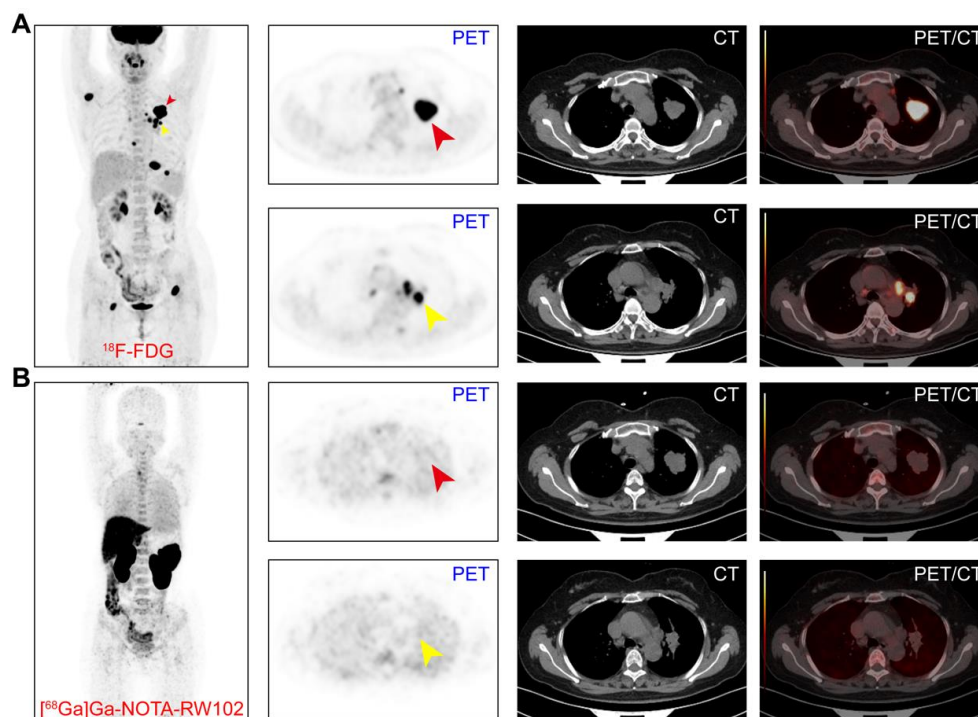 A
PET
CT
PET/CT
PET
CT
PET/CT
¹⁸F-FDG
B
PET
CT
PET/CT
PET
CT
PET/CT
[⁶⁸Ga]Ga-NOTA-RW102